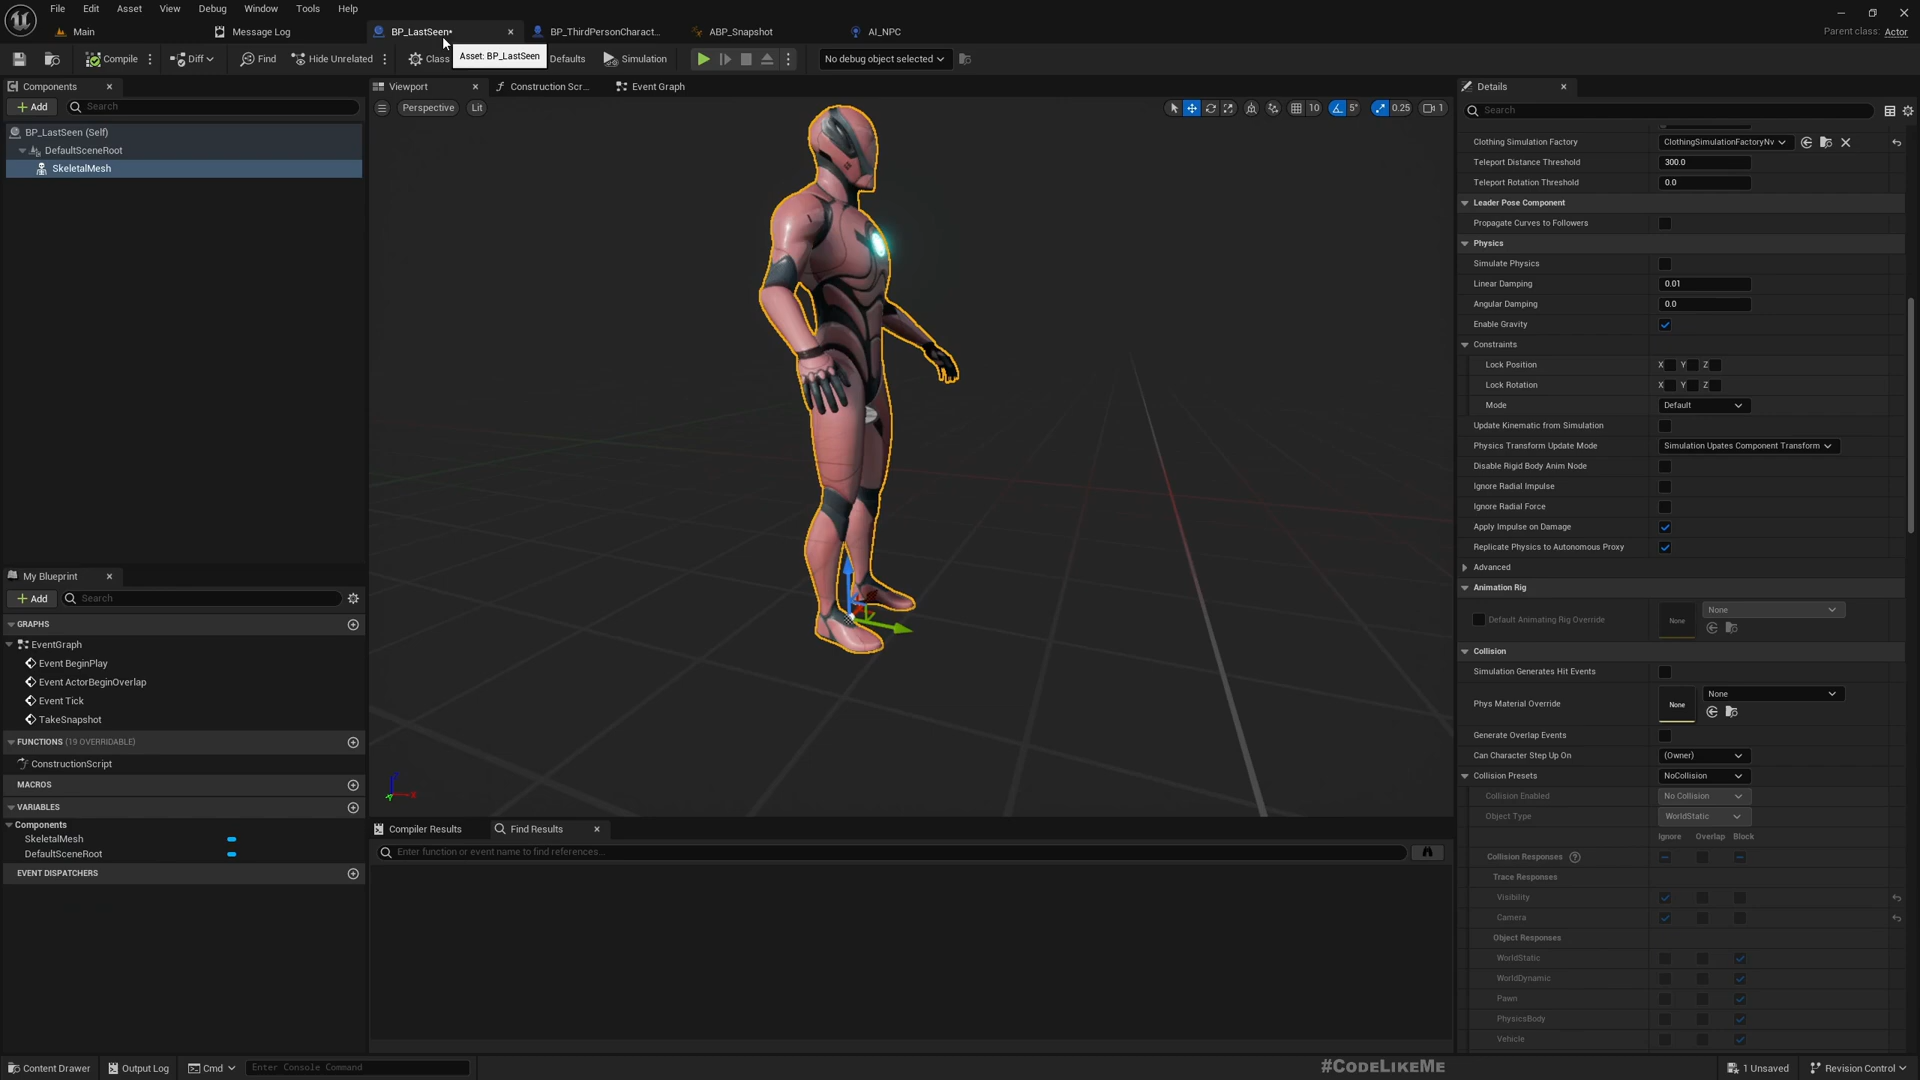 File Edit Asset View Debug Window Tools Help
Main
Message Log
BP_LastSeen*
BP_ThirdPersonCharact...
ABP_Snapshot
AI_NPC
Parent class: Actor
Asset: BP_LastSeen
Compile
Diff
Find
Hide Unrelated
Class
Defaults
Simulation
No debug object selected
Components
Add
Search
BP_LastSeen (Self)
DefaultSceneRoot
SkeletalMesh
My Blueprint
Add
Search
GRAPHS
EventGraph
Event BeginPlay
Event ActorBeginOverlap
Event Tick
TakeSnapshot
FUNCTIONS (19 OVERRIDABLE)
ConstructionScript
MACROS
VARIABLES
Components
SkeletalMesh
DefaultSceneRoot
EVENT DISPATCHERS
Viewport
Construction Scr...
Event Graph
Perspective
Lit
10
5°
0.25
1
Z
X
Y
Compiler Results
Find Results
Enter function or event name to find references...
Details
Search
Clothing Simulation Factory ClothingSimulationFactoryNv
Teleport Distance Threshold 300.0
Teleport Rotation Threshold 0.0
Leader Pose Component
Propagate Curves to Followers
Physics
Simulate Physics
Linear Damping 0.01
Angular Damping 0.0
Enable Gravity
Constraints
Lock Position X Y Z
Lock Rotation X Y Z
Mode Default
Update Kinematic from Simulation
Physics Transform Update Mode Simulation Upates Component Transform
Disable Rigid Body Anim Node
Ignore Radial Impulse
Ignore Radial Force
Apply Impulse on Damage
Replicate Physics to Autonomous Proxy
Advanced
Animation Rig
Default Animating Rig Override None None
Collision
Simulation Generates Hit Events
Phys Material Override None None
Generate Overlap Events
Can Character Step Up On (Owner)
Collision Presets NoCollision
Collision Enabled No Collision
Object Type WorldStatic
Ignore Overlap Block
Collision Responses ?
Trace Responses
Visibility
Camera
Object Responses
WorldStatic
WorldDynamic
Pawn
PhysicsBody
Vehicle
Content Drawer
Output Log
Cmd
Enter Console Command
#CODELIKEME
1 Unsaved
Revision Control